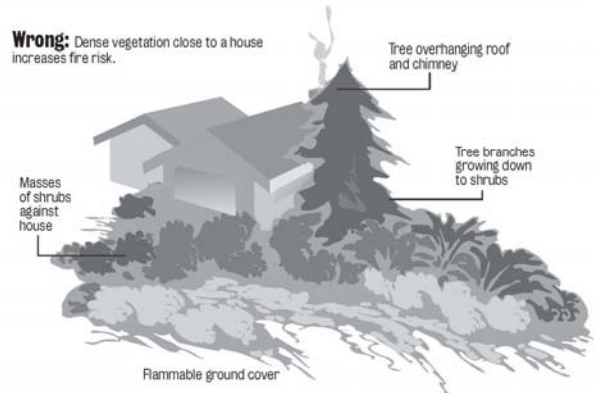 Wrong: Dense vegetation close to a house
increases fire risk.
Tree overhanging roof
and chimney
Tree branches
growing down
to shrubs
Masses
of shrubs
against
house
Flammable ground cover